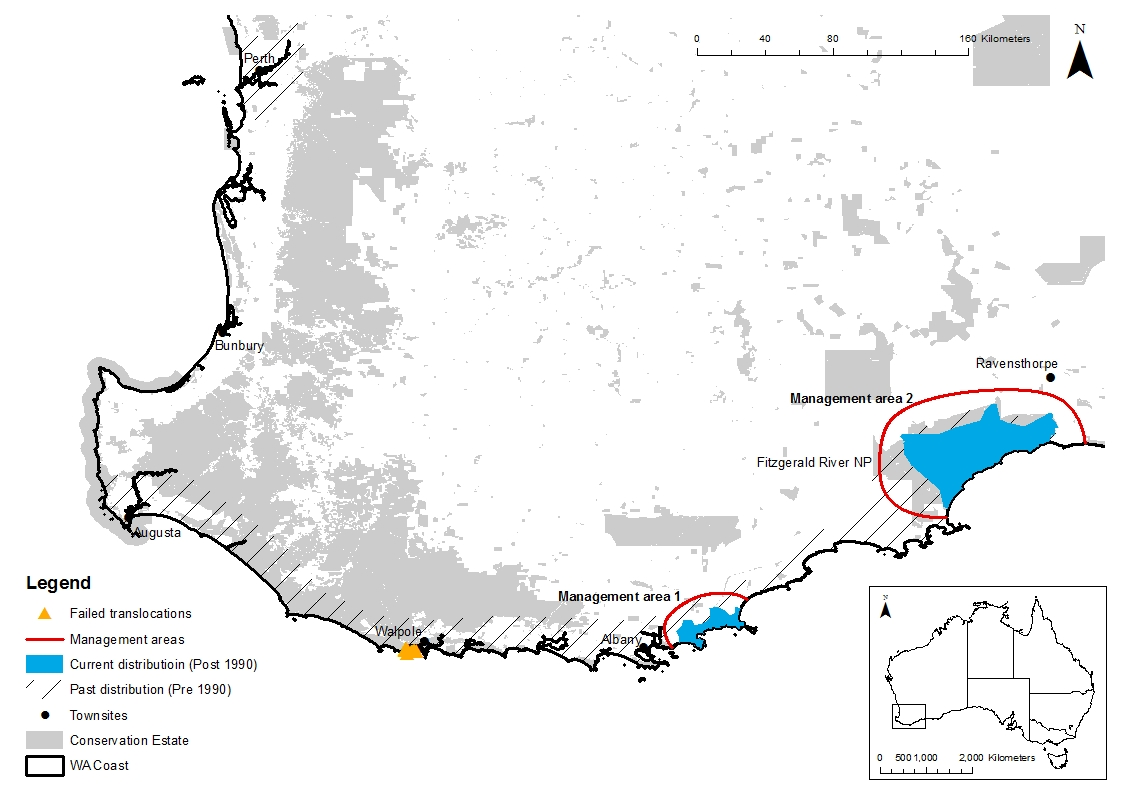 N
0 40 80 160 Kilometers
Perth
Bunbury
Ravensthorpe
Management area 2
Fitzgerald River NP
Augusta
Management area 1
Walpole
Albany
Legend
Failed translocations
Management areas
Current distributioin (Post 1990)
Past distribution (Pre 1990)
Townsites
Conservation Estate
WA Coast
N
0 500 1,000 2,000 Kilometers